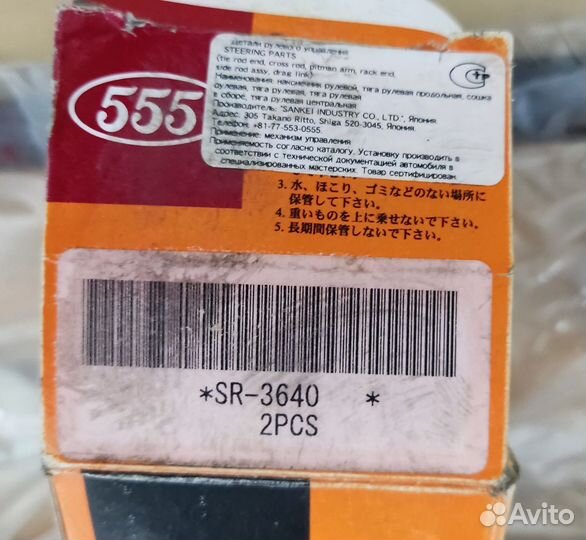 Детали рулевого управления
STEERING PARTS
(tie rod end, cross rod, pitman arm, rack end,
side rod assy, drag link)
Наименования: наконечник рулевой, тяга рулевая продольная, сошка
рулевая, тяга рулевая, тяга рулевая
в сборе, тяга рулевая центральная
Производитель: "SANKEI INDUSTRY CO., LTD.", Япония
Адрес: 305 Takano Ritto, Shiga 520-3045, Япония
Телефон: +81-77-553-0555
Применение: механизм управления
Применяемость согласно каталогу. Установку производить в
соответствии с технической документацией автомобиля в
специализированных мастерских. Товар сертифицирован
555
3. 水、ほこり、ゴミなどのない場所に
保管して下さい。
4. 重いものを上に乗せないで下さい。
5. 長期間保管しないで下さい。
*SR-3640 *
2PCS
Avito